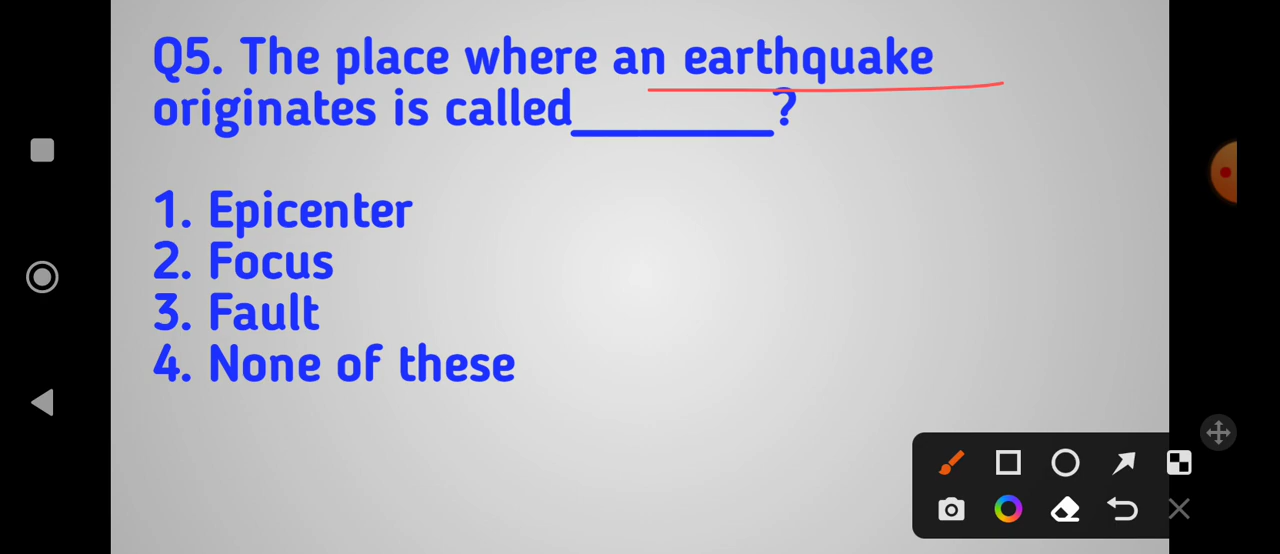 Q5. The place where an earthquake
originates is called________?
1. Epicenter
2. Focus
3. Fault
4. None of these